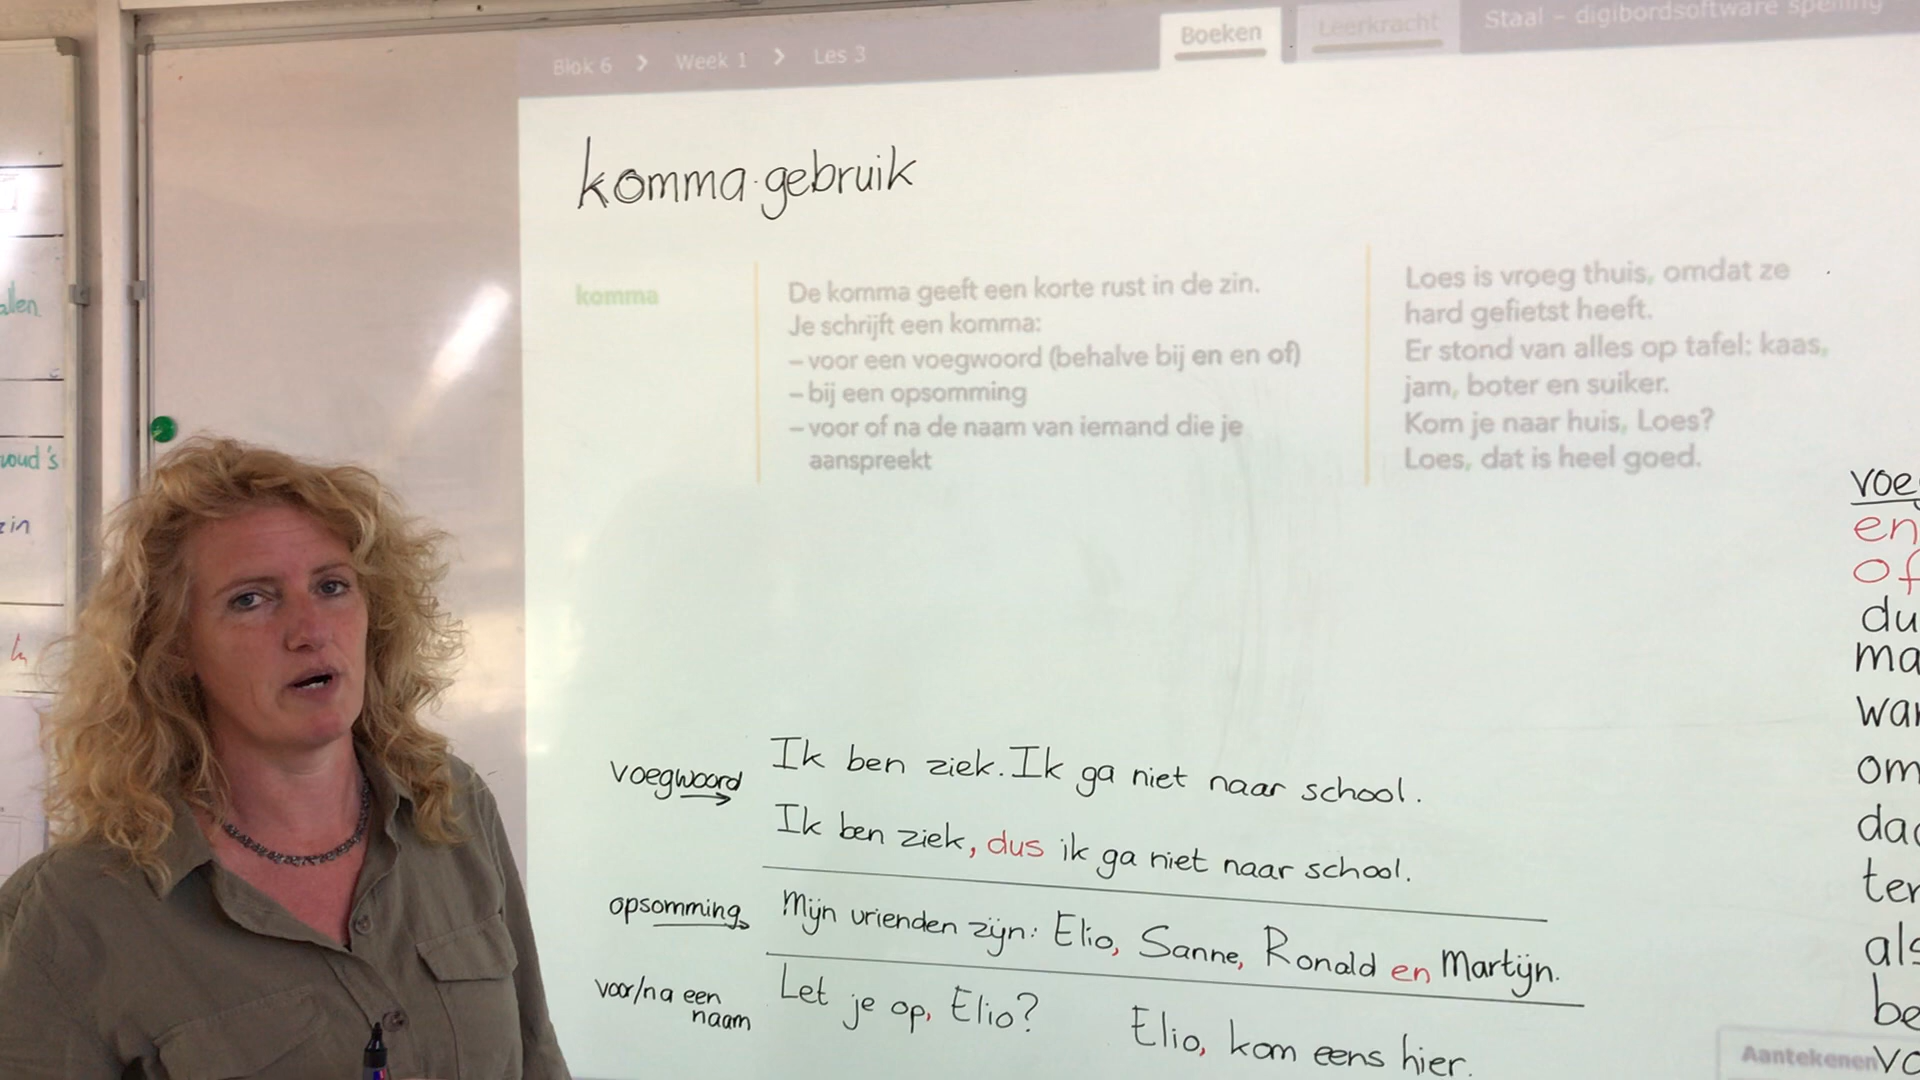 Blok 6 > Week 1 > Les 3
Boeken
Leerkracht
Staal – digibordsoftware spelling
komma·gebruik
komma
De komma geeft een korte rust in de zin.
Je schrijft een komma:
– voor een voegwoord (behalve bij en en of)
– bij een opsomming
– voor of na de naam van iemand die je
aanspreekt
Loes is vroeg thuis, omdat ze
hard gefietst heeft.
Er stond van alles op tafel: kaas,
jam, boter en suiker.
Kom je naar huis, Loes?
Loes, dat is heel goed.
voegwoord
Ik ben ziek. Ik ga niet naar school.
Ik ben ziek, dus ik ga niet naar school.
opsomming
Mijn vrienden zijn: Elio, Sanne, Ronald en Martijn.
voor/na een
naam
Let je op, Elio?
Elio, kom eens hier.
en
of
als
Aantekenen
zin